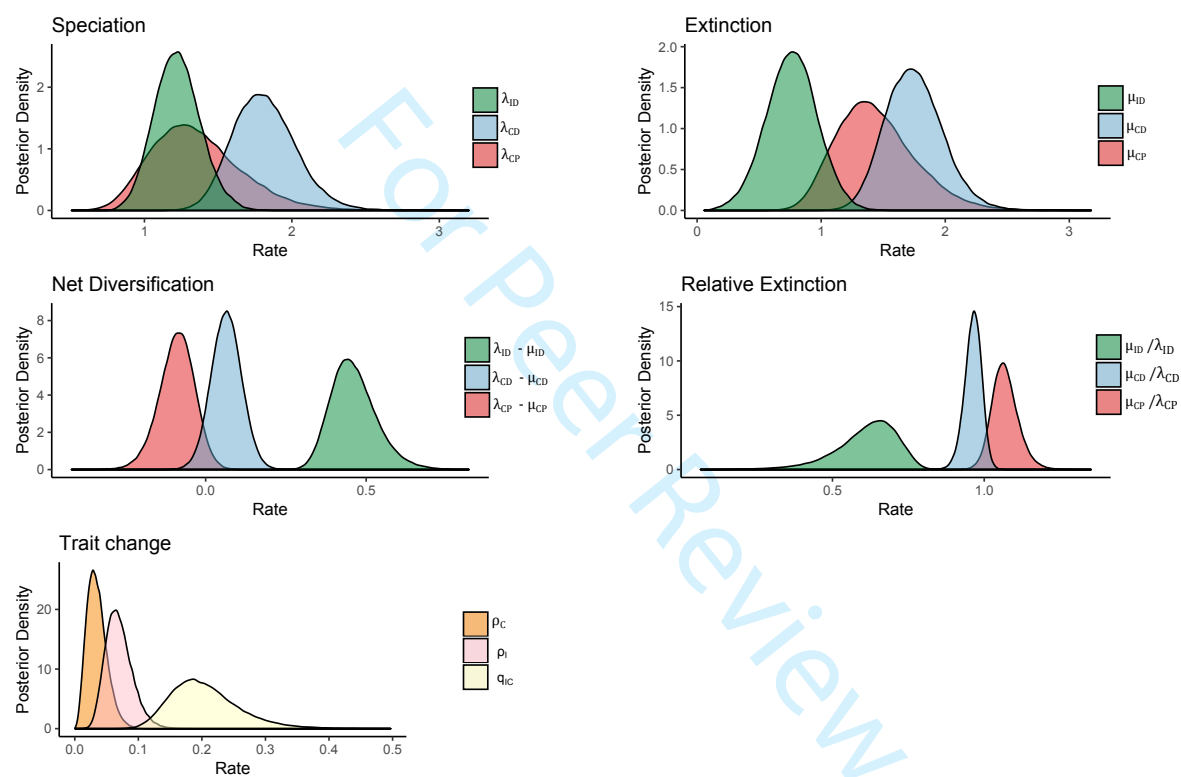 Speciation
Posterior Density
2
1
0
1
2
3
Rate
λID
λCD
λCP
Extinction
Posterior Density
2.0
1.5
1.0
0.5
0.0
0
1
2
3
Rate
μID
μCD
μCP
Net Diversification
Posterior Density
8
6
4
2
0
0.0
0.5
Rate
λID - μID
λCD - μCD
λCP - μCP
Relative Extinction
Posterior Density
15
10
5
0
0.5
1.0
Rate
μID /λID
μCD /λCD
μCP /λCP
Trait change
Posterior Density
20
10
0
0.0
0.1
0.2
0.3
0.4
0.5
Rate
ρC
ρI
qIC
For Peer Review